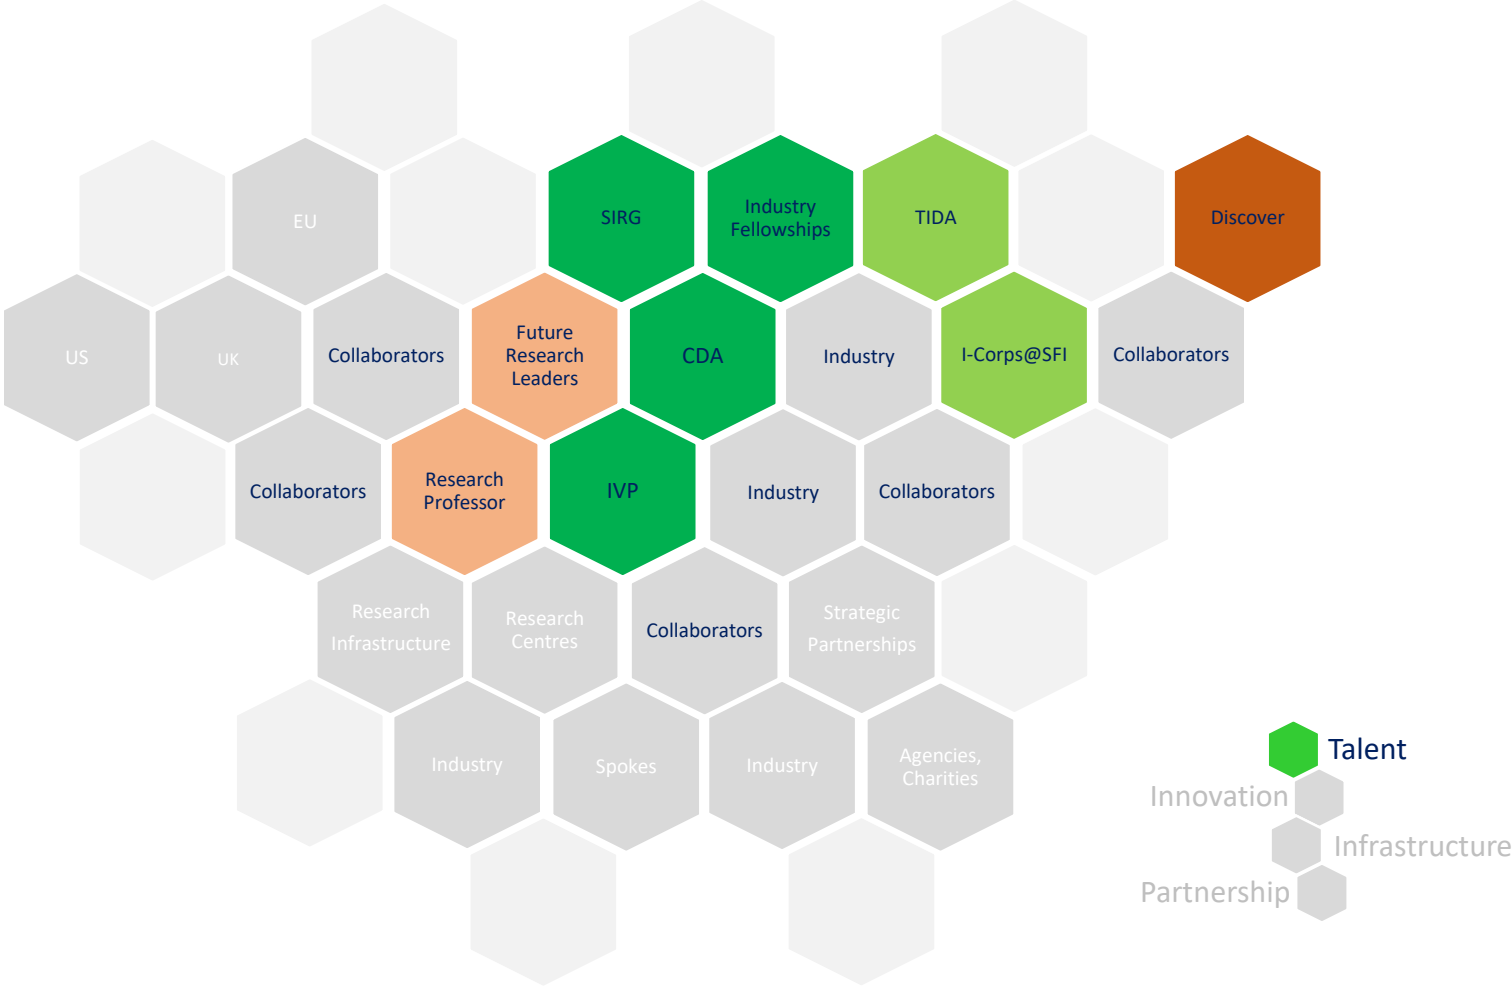 SIRG
Industry
Fellowships
TIDA
Discover
EU
US
UK
Collaborators
Future
Research
Leaders
CDA
Industry
I-Corps@SFI
Collaborators
Collaborators
Research
Professor
IVP
Industry
Collaborators
Research
Infrastructure
Research
Centres
Collaborators
Strategic
Partnerships
Industry
Spokes
Industry
Agencies,
Charities
Talent
Innovation
Infrastructure
Partnership